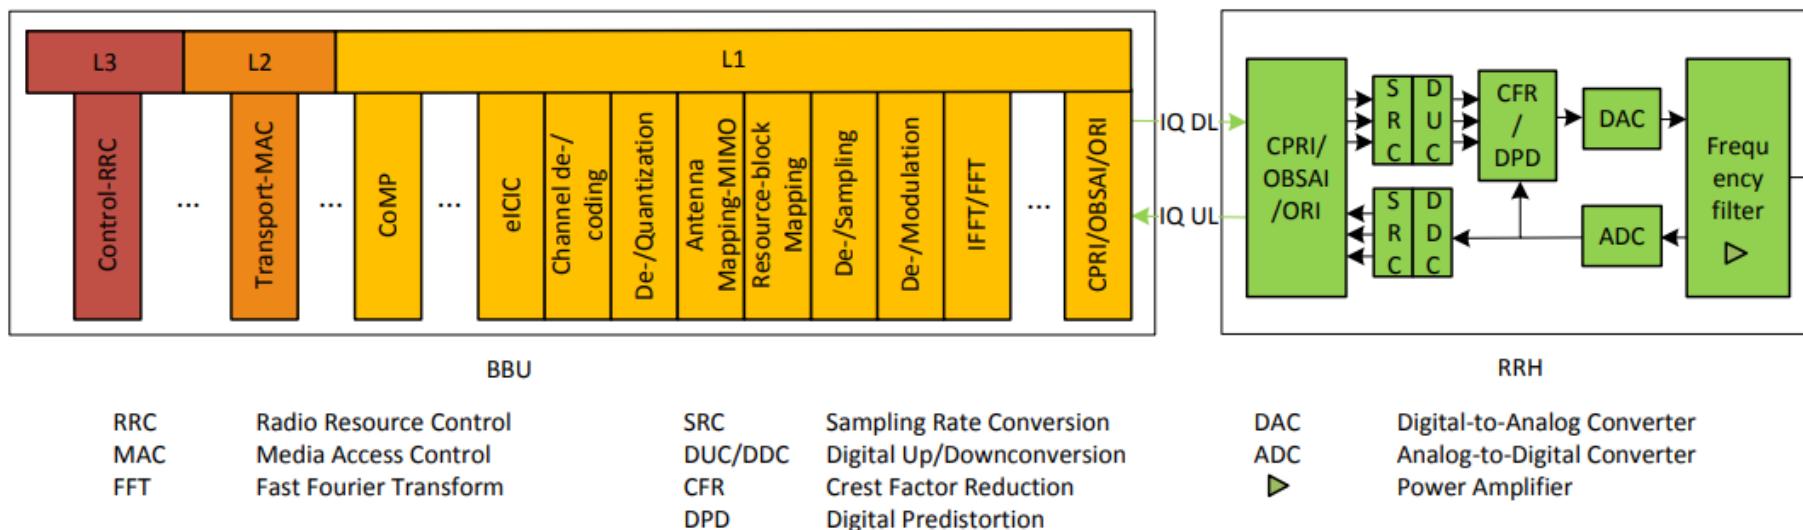 L3
L2
L1
Control-RRC
...
Transport-MAC
...
CoMP
...
eICIC
Channel de-/
coding
De-/Quantization
Antenna
Mapping-MIMO
Resource-block
Mapping
De-/Sampling
De-/Modulation
IFFT/FFT
...
CPRI/OBSAI/ORI
IQ DL
IQ UL
CPRI/
OBSAI
/ORI
S
R
C
D
U
C
S
R
C
D
D
C
CFR
/
DPD
DAC
ADC
Frequ
ency
filter
BBU
RRH
RRC Radio Resource Control
MAC Media Access Control
FFT Fast Fourier Transform
SRC Sampling Rate Conversion
DUC/DDC Digital Up/Downconversion
CFR Crest Factor Reduction
DPD Digital Predistortion
DAC Digital-to-Analog Converter
ADC Analog-to-Digital Converter
Power Amplifier